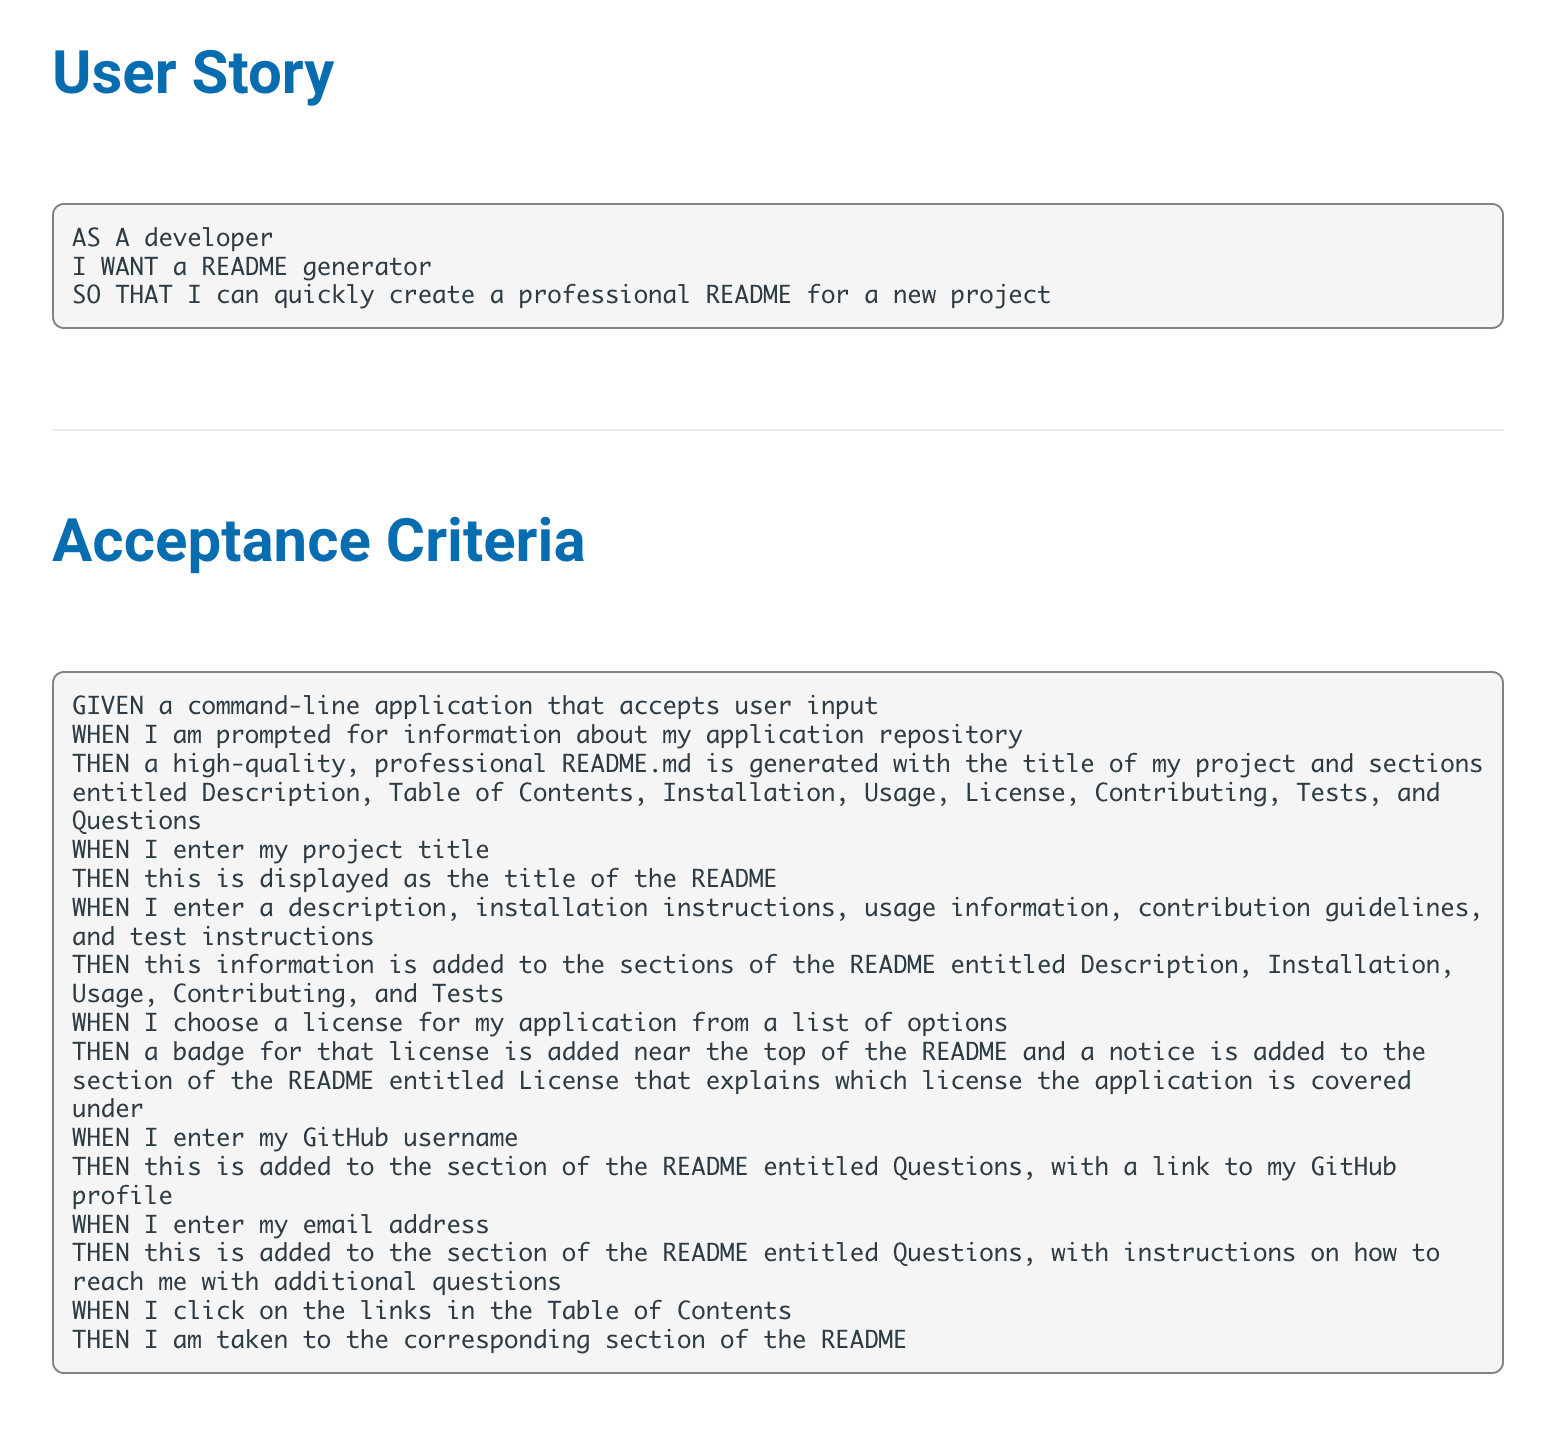 User Story
AS A developer
I WANT a README generator
SO THAT I can quickly create a professional README for a new project
Acceptance Criteria
GIVEN a command-line application that accepts user input
WHEN I am prompted for information about my application repository
THEN a high-quality, professional README.md is generated with the title of my project and sections
entitled Description, Table of Contents, Installation, Usage, License, Contributing, Tests, and
Questions
WHEN I enter my project title
THEN this is displayed as the title of the README
WHEN I enter a description, installation instructions, usage information, contribution guidelines,
and test instructions
THEN this information is added to the sections of the README entitled Description, Installation,
Usage, Contributing, and Tests
WHEN I choose a license for my application from a list of options
THEN a badge for that license is added near the top of the README and a notice is added to the
section of the README entitled License that explains which license the application is covered
under
WHEN I enter my GitHub username
THEN this is added to the section of the README entitled Questions, with a link to my GitHub
profile
WHEN I enter my email address
THEN this is added to the section of the README entitled Questions, with instructions on how to
reach me with additional questions
WHEN I click on the links in the Table of Contents
THEN I am taken to the corresponding section of the README